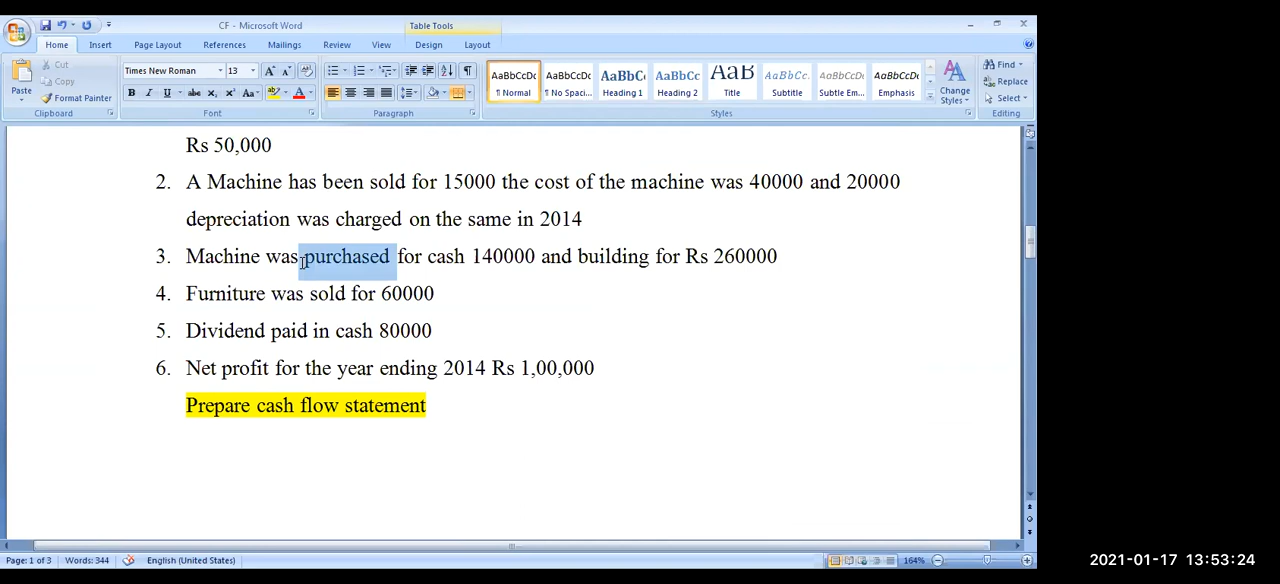 CF - Microsoft Word
Table Tools
Home Insert Page Layout References Mailings Review View Design Layout
Cut
Copy
Format Painter
Paste
Times New Roman 13
AaBbCcDc AaBbCcDc AaBbC AaBbCc AaB AaBbCc. AaBbCcDt AaBbCcDt
¶ Normal ¶ No Spaci... Heading 1 Heading 2 Title Subtitle Subtle Em... Emphasis
Change Styles
Find
Replace
Select
Clipboard Font Paragraph Styles Editing
Rs 50,000
2. A Machine has been sold for 15000 the cost of the machine was 40000 and 20000
depreciation was charged on the same in 2014
3. Machine was purchased for cash 140000 and building for Rs 260000
4. Furniture was sold for 60000
5. Dividend paid in cash 80000
6. Net profit for the year ending 2014 Rs 1,00,000
Prepare cash flow statement
Page: 1 of 3 Words: 344 English (United States) 164%
2021-01-17 13:53:24